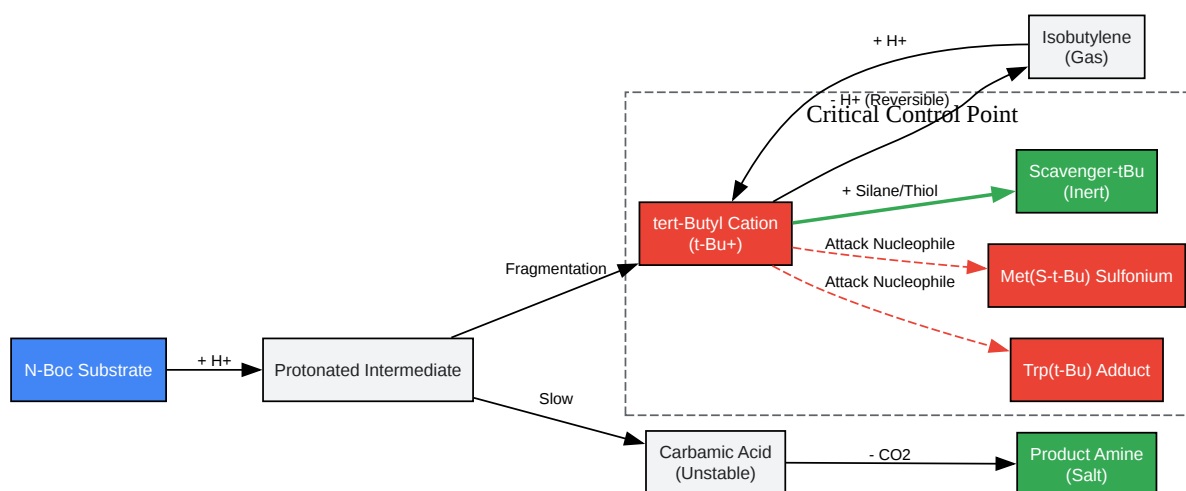 Isobutylene
(Gas)
+ H+
- H+ (Reversible)
Critical Control Point
Scavenger-tBu
(Inert)
+ Silane/Thiol
tert-Butyl Cation
(t-Bu+)
Attack Nucleophile
Met(S-t-Bu) Sulfonium
Attack Nucleophile
Fragmentation
N-Boc Substrate
+ H+
Protonated Intermediate
Trp(t-Bu) Adduct
Slow
Carbamic Acid
(Unstable)
- CO2
Product Amine
(Salt)